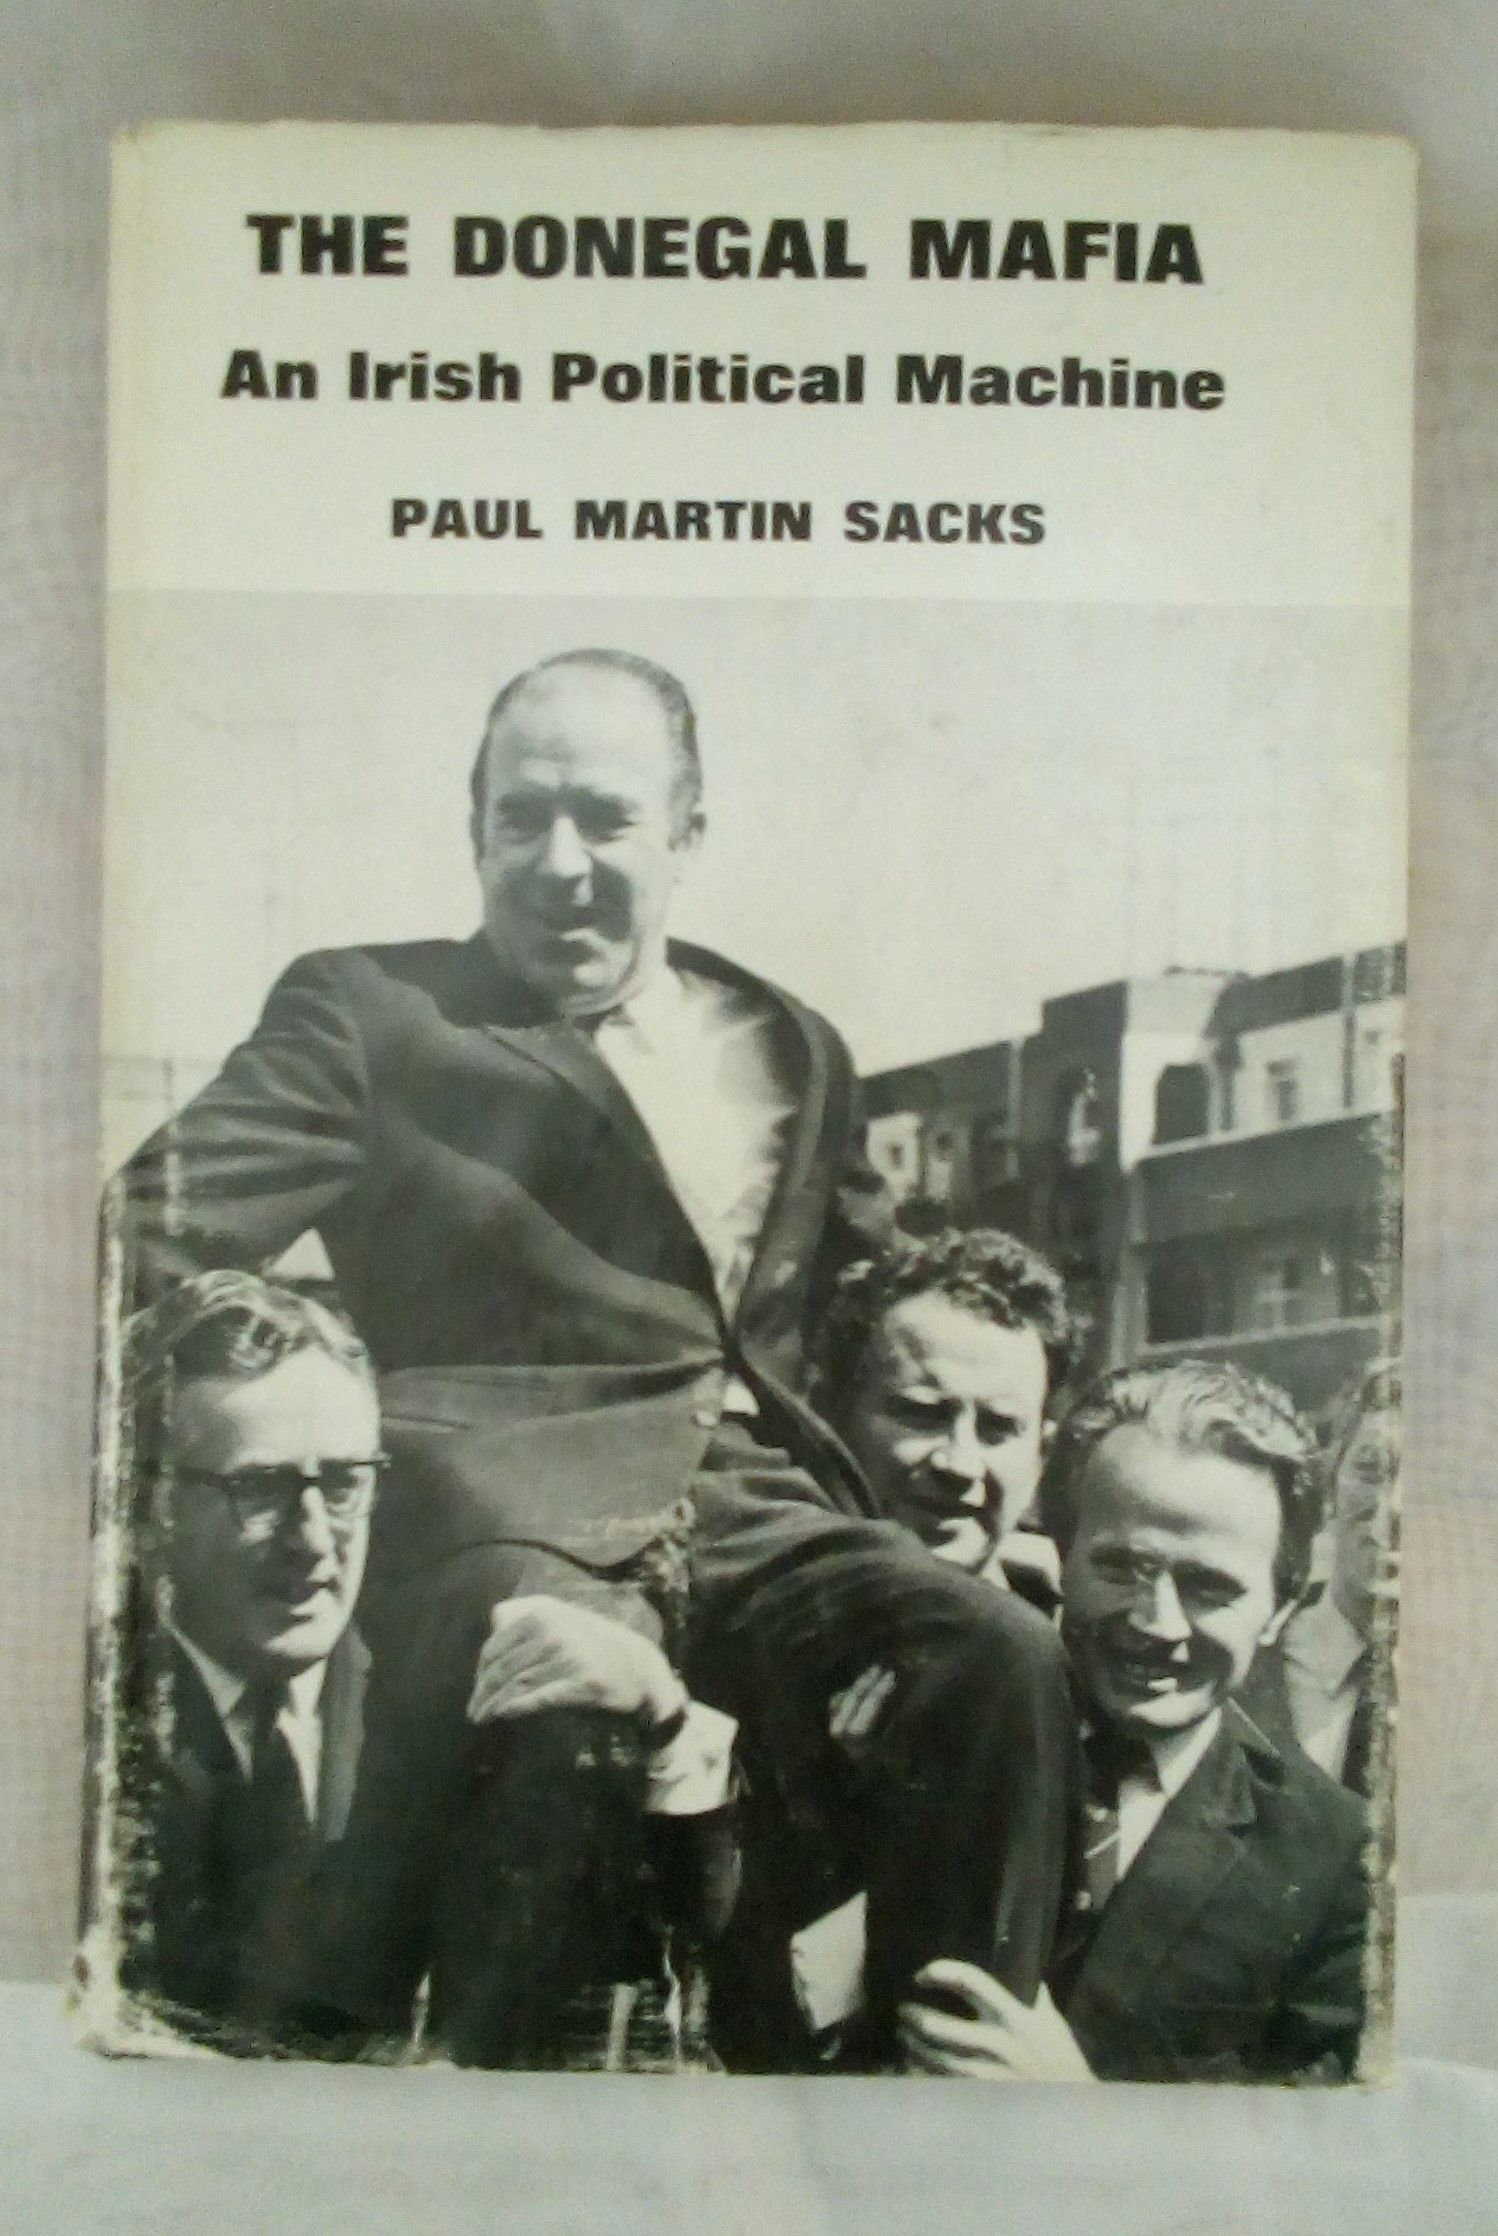 THE DONEGAL MAFIA
An Irish Political Machine
PAUL MARTIN SACKS